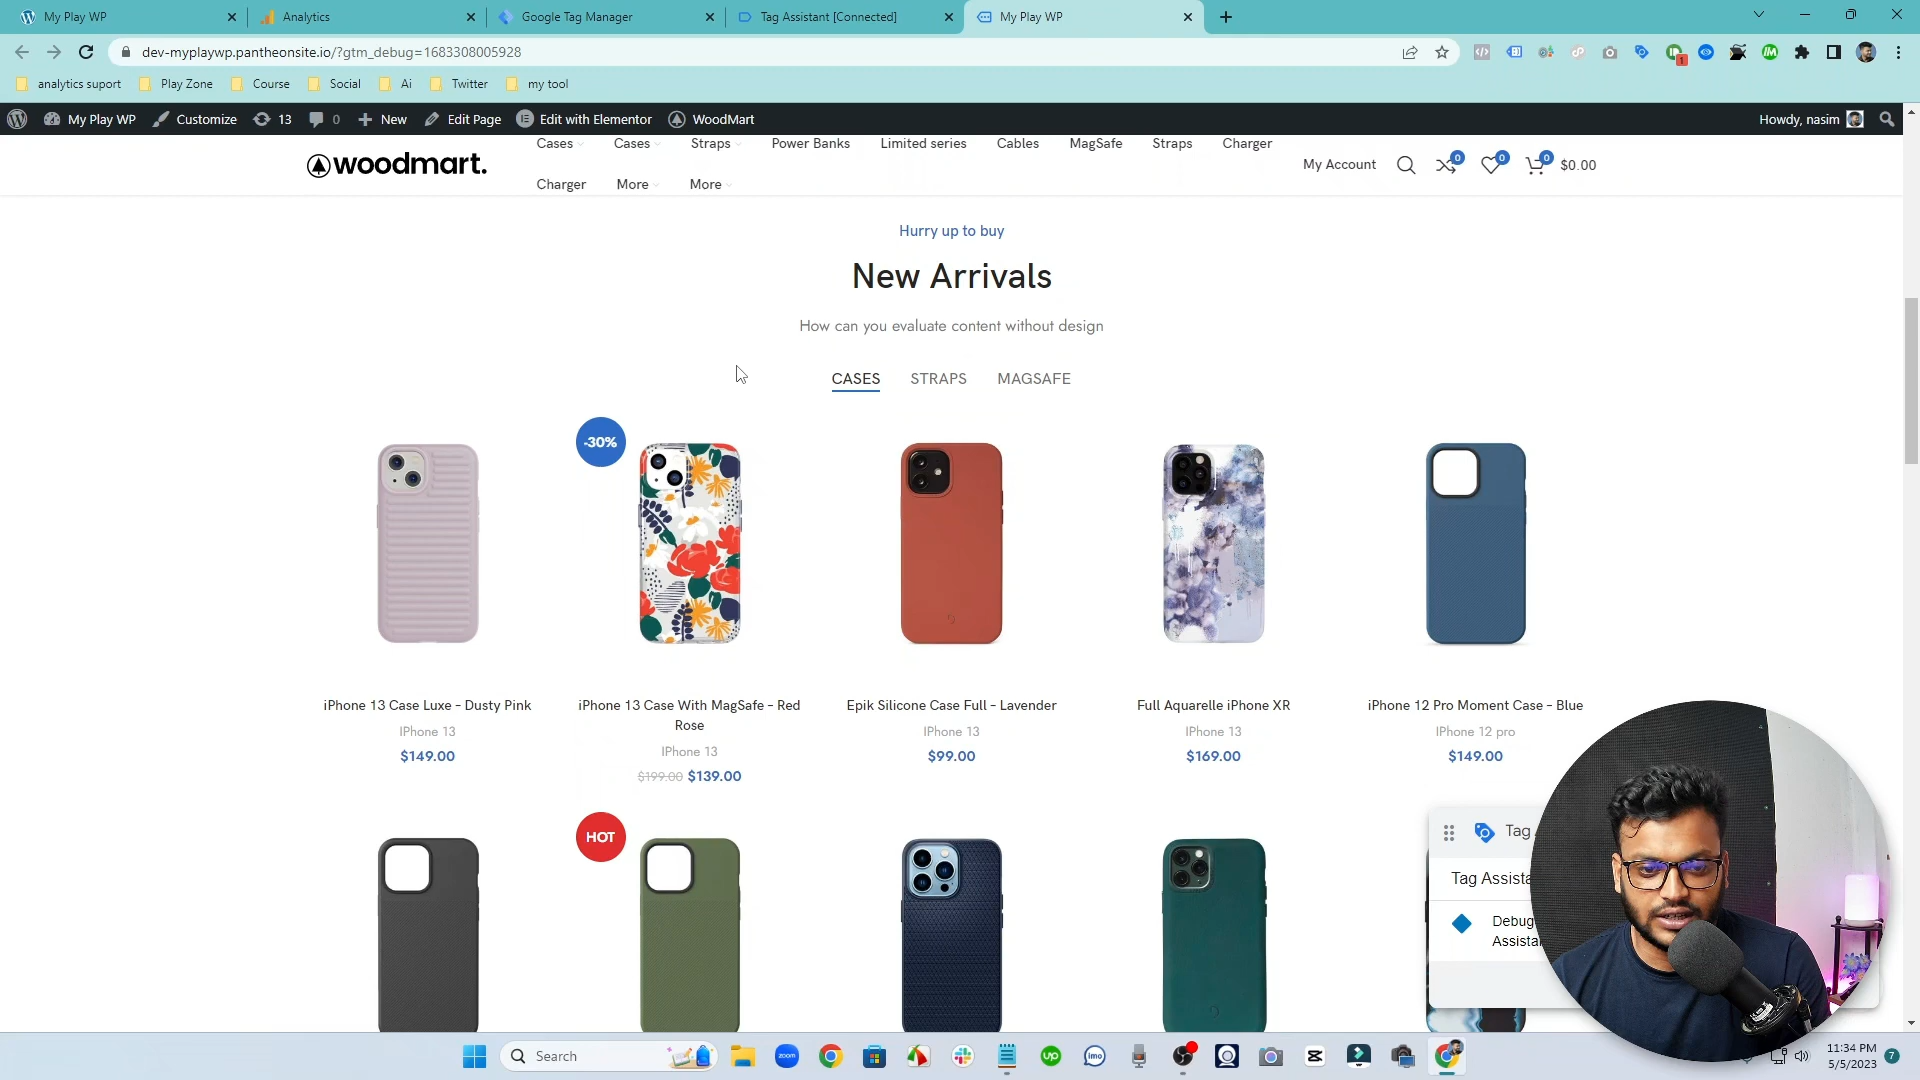 My Play WP
Analytics
Google Tag Manager
Tag Assistant [Connected]
My Play WP
dev-myplaywp.pantheonsite.io/?gtm_debug=1683308005928
1
analytics suport
Play Zone
Course
Social
Ai
Twitter
my tool
My Play WP
Customize
13
0
New
Edit Page
Edit with Elementor
WoodMart
Howdy, nasim
woodmart.
Cases
Cases
Straps
Power Banks
Limited series
Cables
MagSafe
Straps
Charger
Charger
More
More
My Account
0
0
0
$0.00
Hurry up to buy
New Arrivals
How can you evaluate content without design
CASES
STRAPS
MAGSAFE
-30%
iPhone 13 Case Luxe – Dusty Pink
IPhone 13
$149.00
iPhone 13 Case With MagSafe – Red
Rose
IPhone 13
$199.00 $139.00
Epik Silicone Case Full – Lavender
IPhone 13
$99.00
Full Aquarelle iPhone XR
IPhone 13
$169.00
iPhone 12 Pro Moment Case – Blue
IPhone 12 pro
$149.00
HOT
Tag
Tag Assista
Debug
Assista
Search
zoom
up
imo
11:34 PM
5/5/2023
7